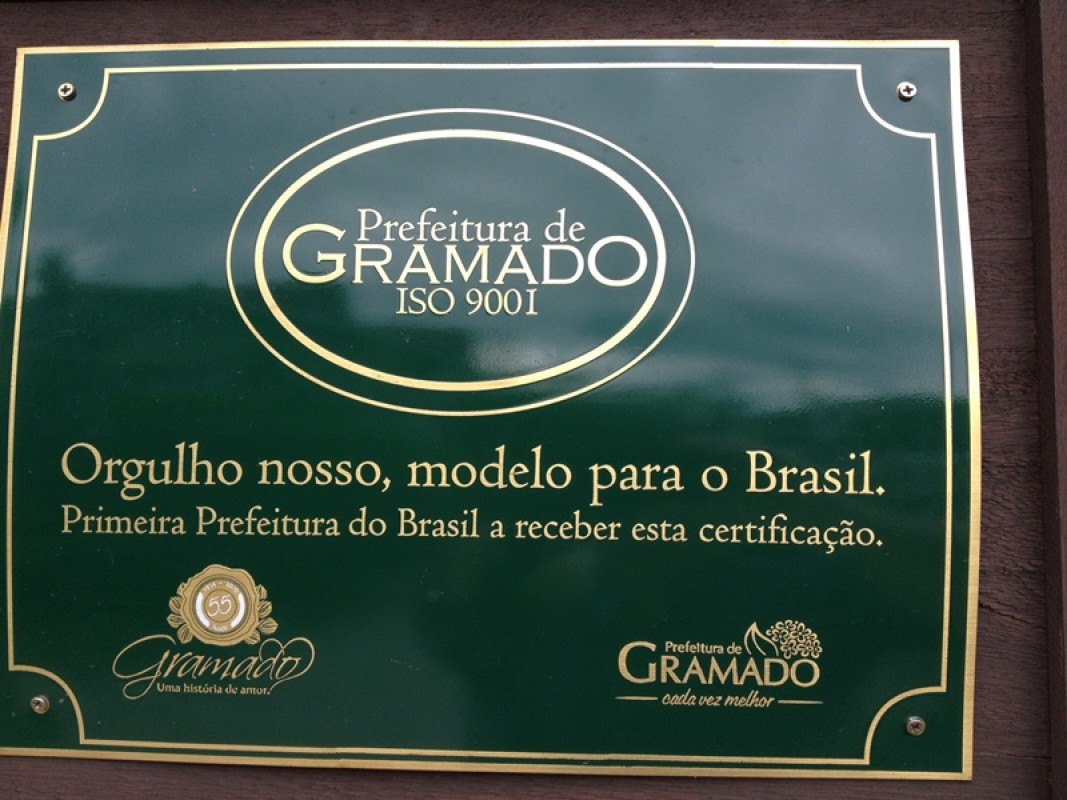 Prefeitura de
GRAMADO
ISO 9001
Orgulho nosso, modelo para o Brasil.
Primeira Prefeitura do Brasil a receber esta certificação.
55
Gramado
Uma história de amor.
Prefeitura de
GRAMADO
cada vez melhor